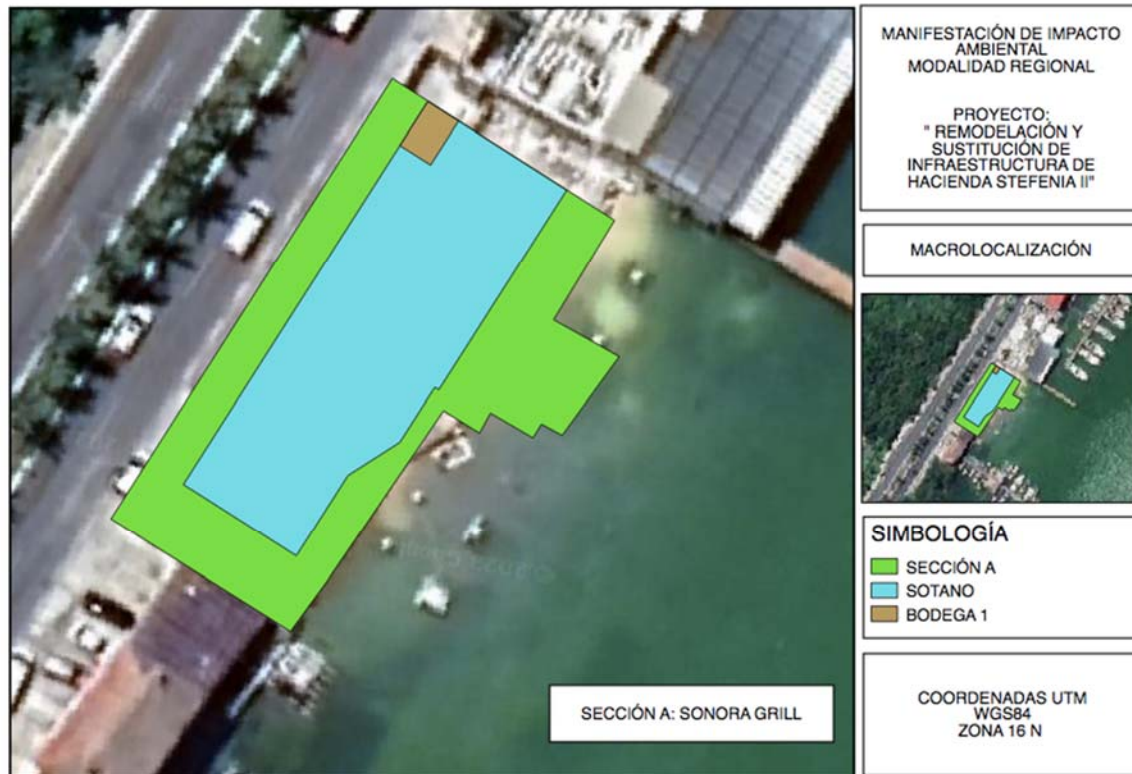 MANIFESTACIÓN DE IMPACTO
AMBIENTAL
MODALIDAD REGIONAL
PROYECTO:
" REMODELACIÓN Y
SUSTITUCIÓN DE
INFRAESTRUCTURA DE
HACIENDA STEFENIA II"
MACROLOCALIZACIÓN
SIMBOLOGÍA
SECCIÓN A
SOTANO
BODEGA 1
SECCIÓN A: SONORA GRILL
COORDENADAS UTM
WGS84
ZONA 16 N